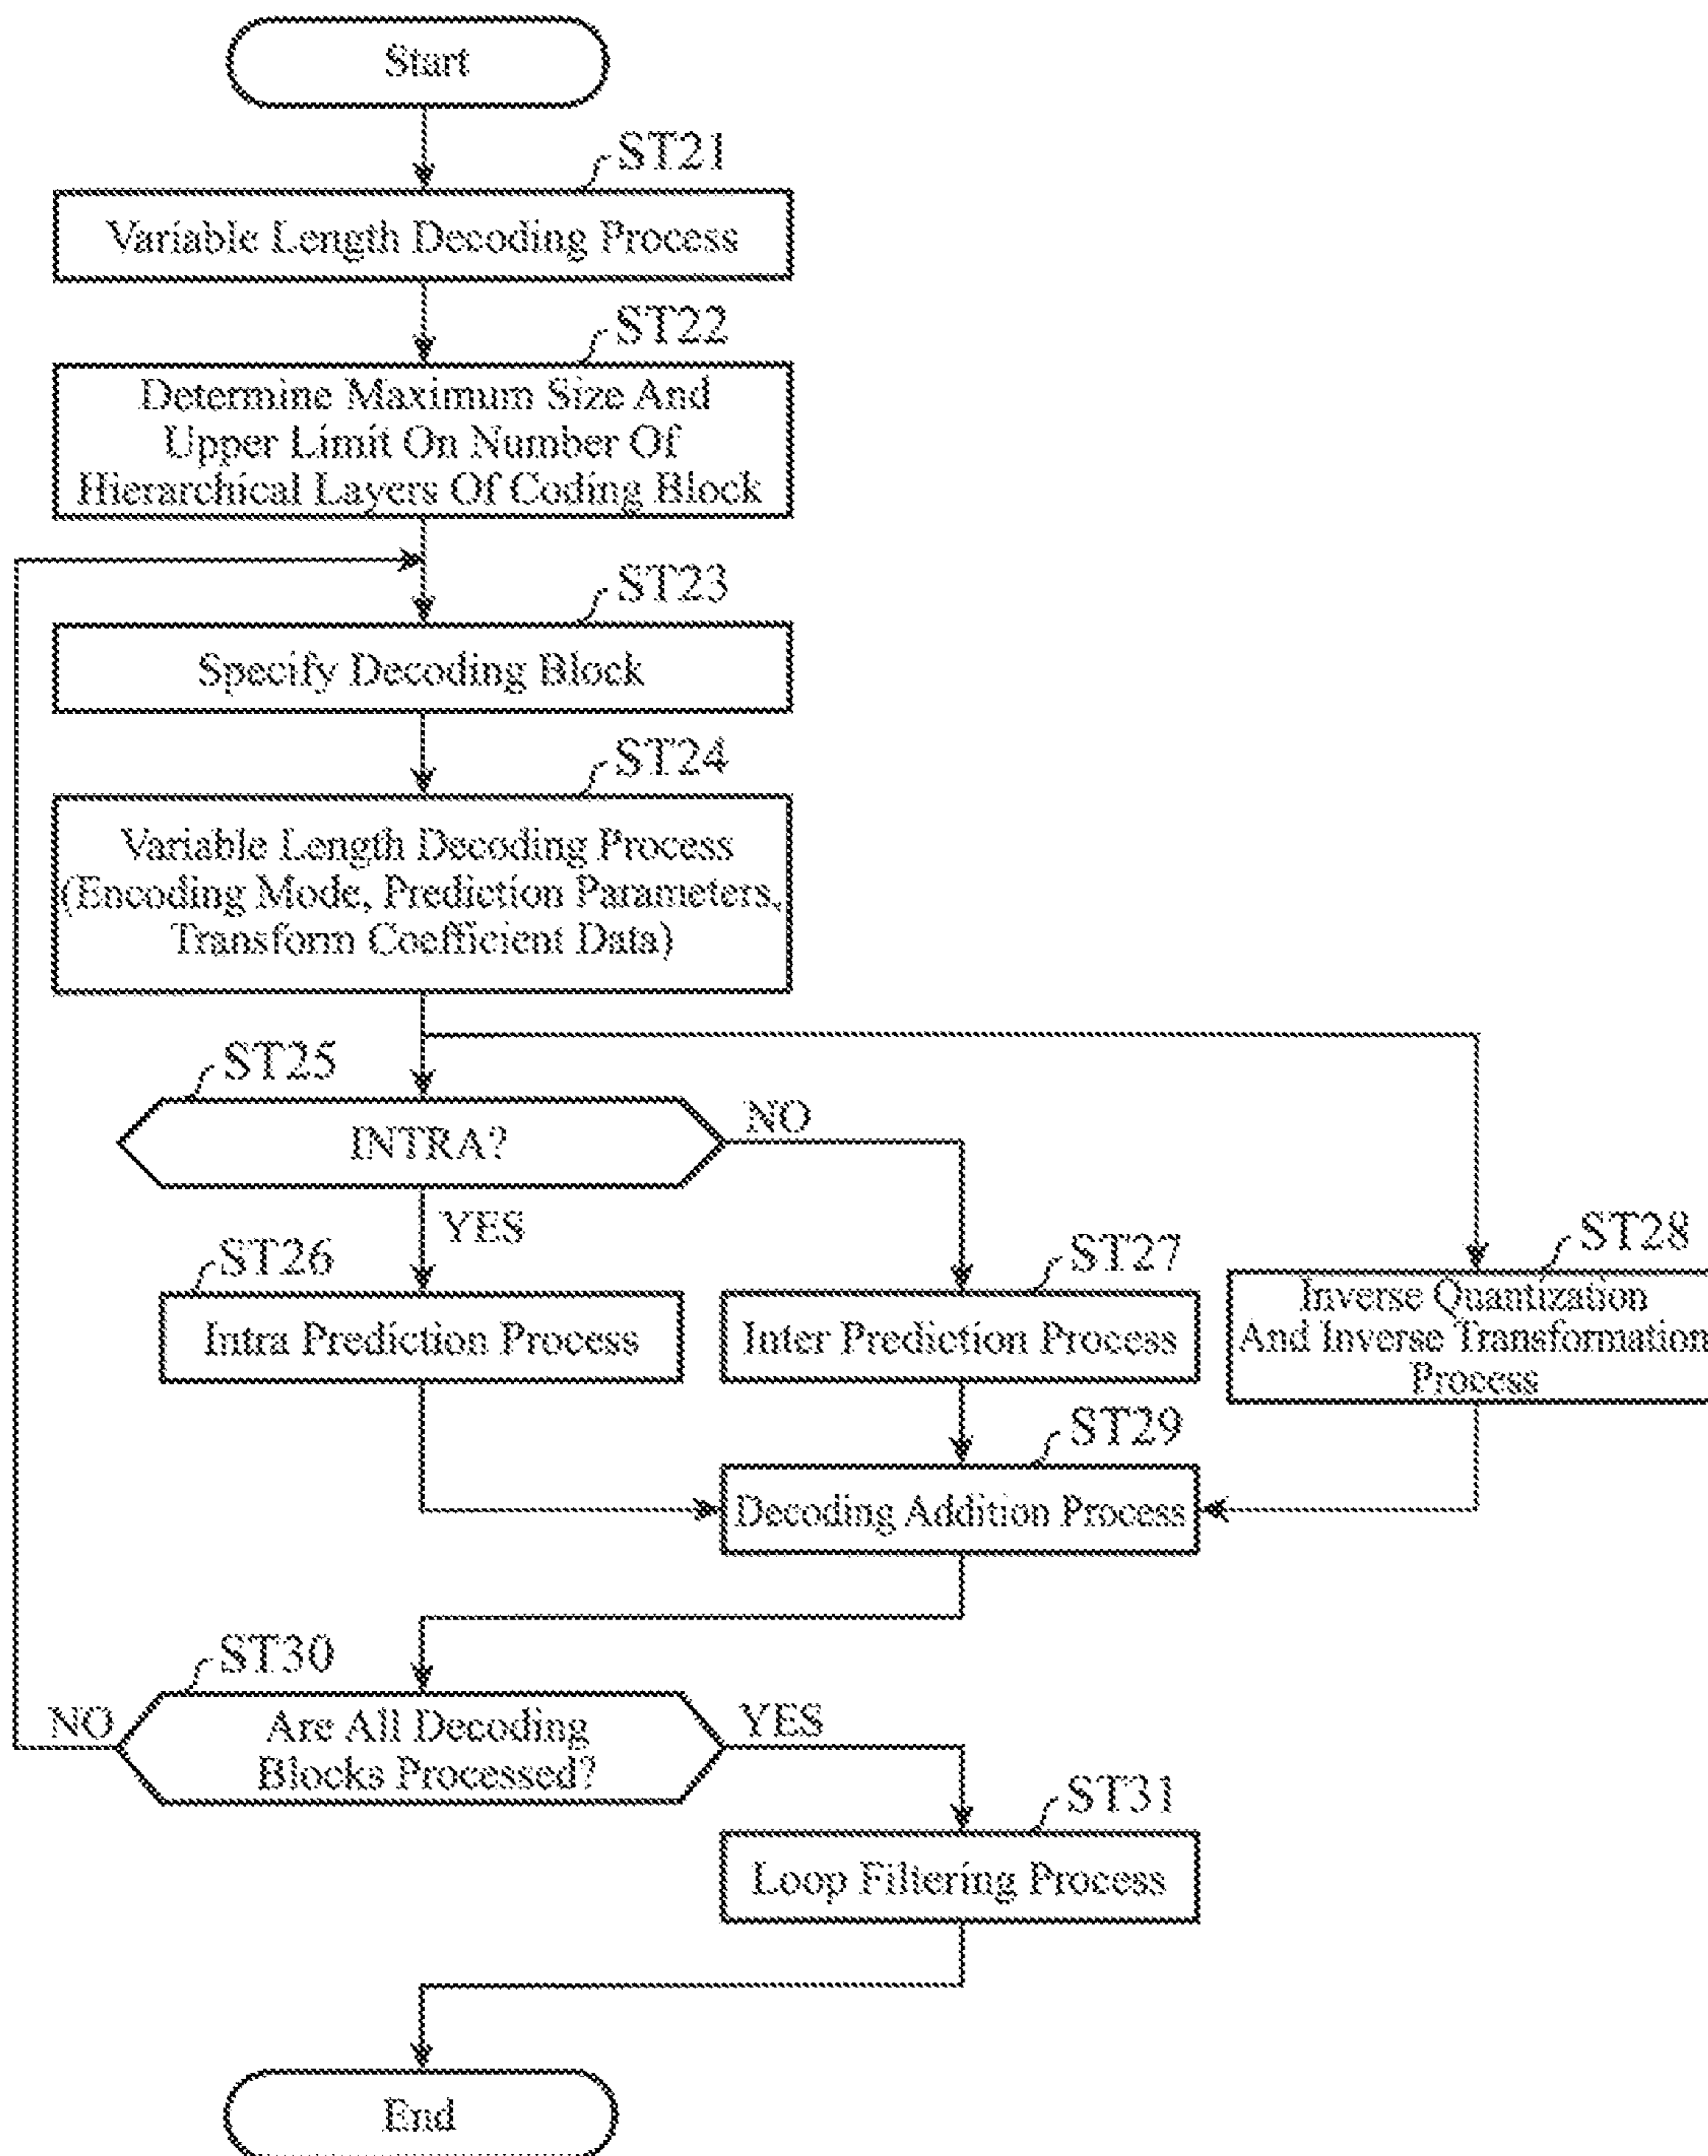 Start
ST21
Variable Length Decoding Process
ST22
Determine Maximum Size And
Upper Limit On Number Of
Hierarchical Layers Of Coding Block
ST23
Specify Decoding Block
ST24
Variable Length Decoding Process
(Encoding Mode, Prediction Parameters,
Transform Coefficient Data)
ST25
INTRA?
NO
YES
ST26
Intra Prediction Process
ST27
Inter Prediction Process
ST28
Inverse Quantization
And Inverse Transformation
Process
ST29
Decoding Addition Process
ST30
Are All Decoding
Blocks Processed?
NO
YES
ST31
Loop Filtering Process
End